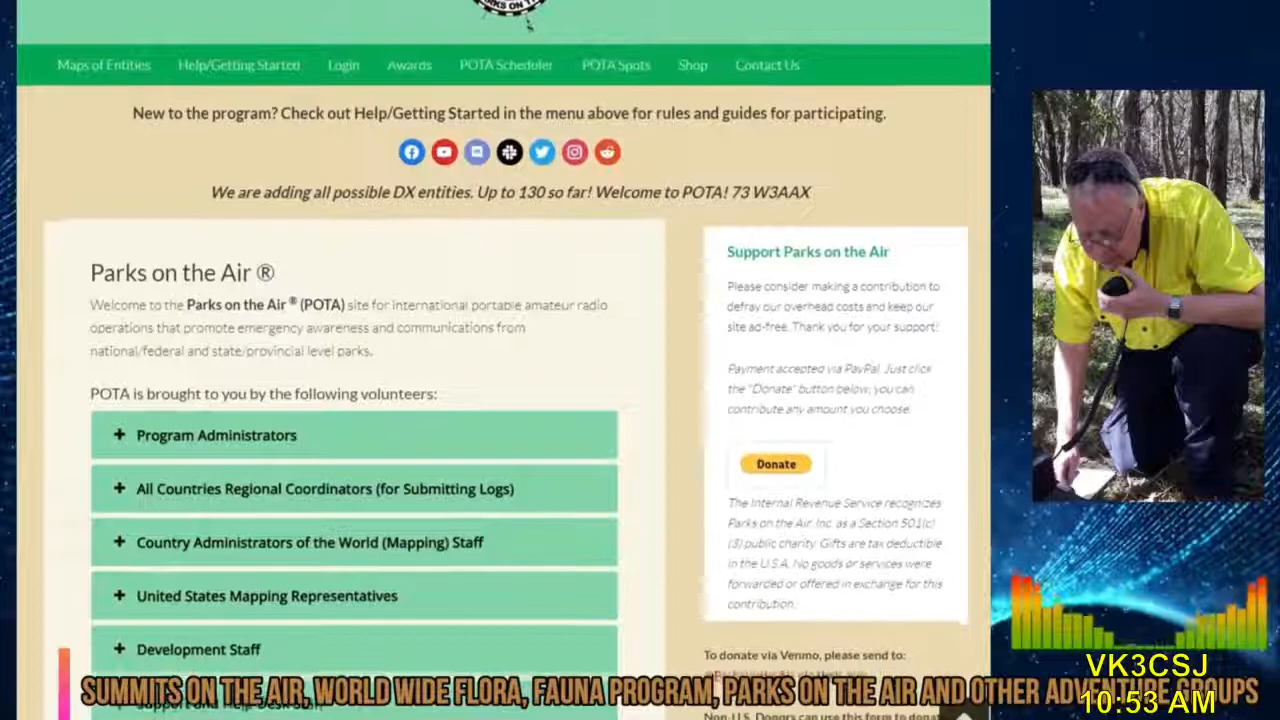 PARKS ON THE
Maps of Entities Help/Getting Started Login Awards POTA Scheduler POTA Spots Shop Contact Us
New to the program? Check out Help/Getting Started in the menu above for rules and guides for participating.
We are adding all possible DX entities. Up to 130 so far! Welcome to POTA! 73 W3AAX
Parks on the Air ®
Welcome to the Parks on the Air ® (POTA) site for international portable amateur radio
operations that promote emergency awareness and communications from
national/federal and state/provincial level parks.
POTA is brought to you by the following volunteers:
+ Program Administrators
+ All Countries Regional Coordinators (for Submitting Logs)
+ Country Administrators of the World (Mapping) Staff
+ United States Mapping Representatives
+ Development Staff
Support Parks on the Air
Please consider making a contribution to
defray our overhead costs and keep our
site ad-free. Thank you for your support!
Payment accepted via PayPal. Just click
the "Donate" button below; you can
contribute any amount you choose.
Donate
The Internal Revenue Service recognizes
Parks on the Air, Inc. as a Section 501(c)
(3) public charity. Gifts are tax deductible
in the U.S.A. No goods or services were
forwarded or offered in exchange for this
contribution.
To donate via Venmo, please send to:
Non-U.S. Donors can use this form to donate
VK3CSJ
10:53 AM
SUMMITS ON THE AIR, WORLD WIDE FLORA, FAUNA PROGRAM, PARKS ON THE AIR AND OTHER ADVENTURE GROUPS